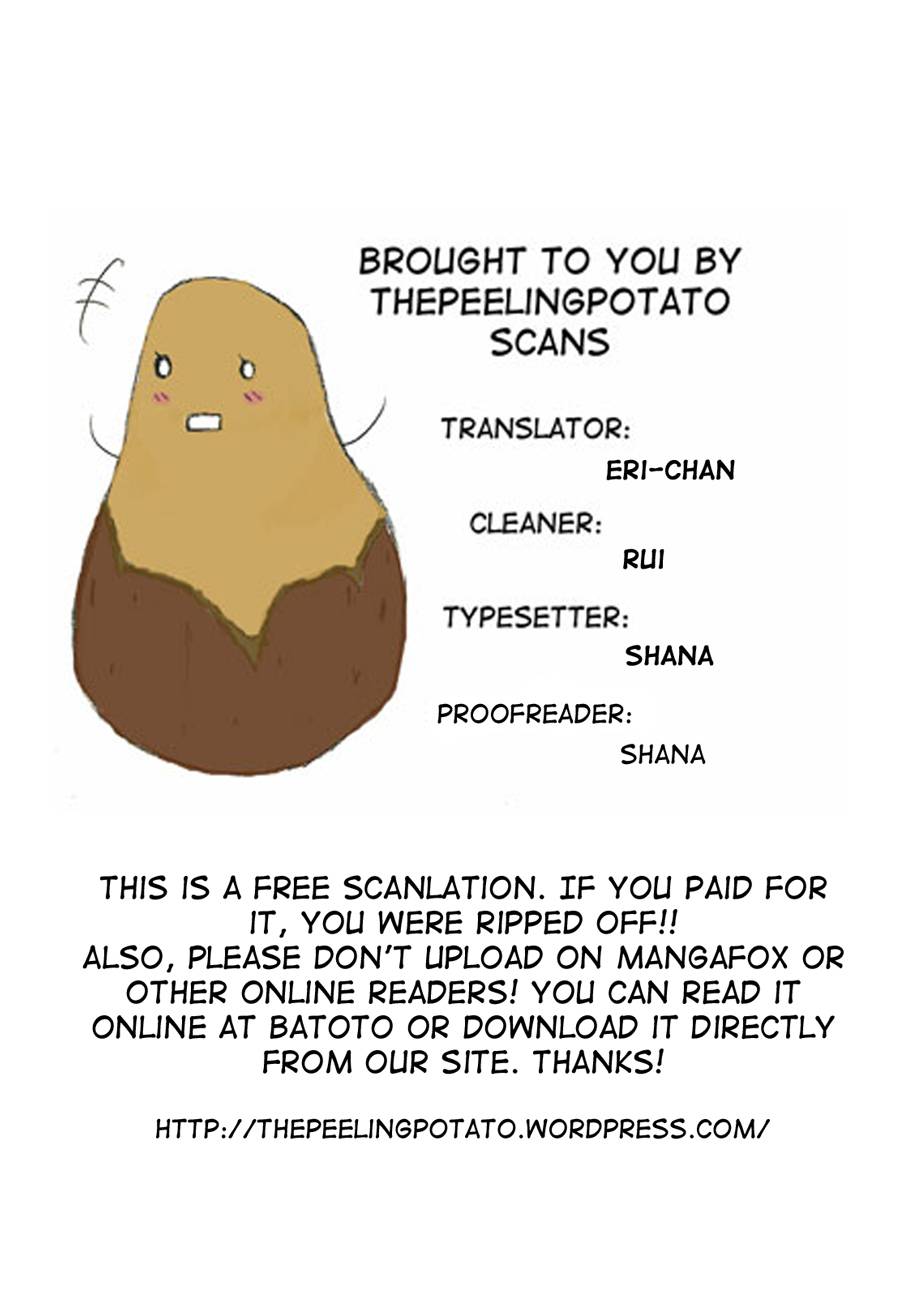 BROUGHT TO YOU BY
THEPEELINGPOTATO
SCANS
TRANSLATOR:
ERI-CHAN
CLEANER:
RUI
TYPESETTER:
SHANA
PROOFREADER:
SHANA
THIS IS A FREE SCANLATION. IF YOU PAID FOR
IT, YOU WERE RIPPED OFF!!
ALSO, PLEASE DON'T UPLOAD ON MANGAFOX OR
OTHER ONLINE READERS! YOU CAN READ IT
ONLINE AT BATOTO OR DOWNLOAD IT DIRECTLY
FROM OUR SITE. THANKS!
HTTP://THEPEELINGPOTATO.WORDPRESS.COM/